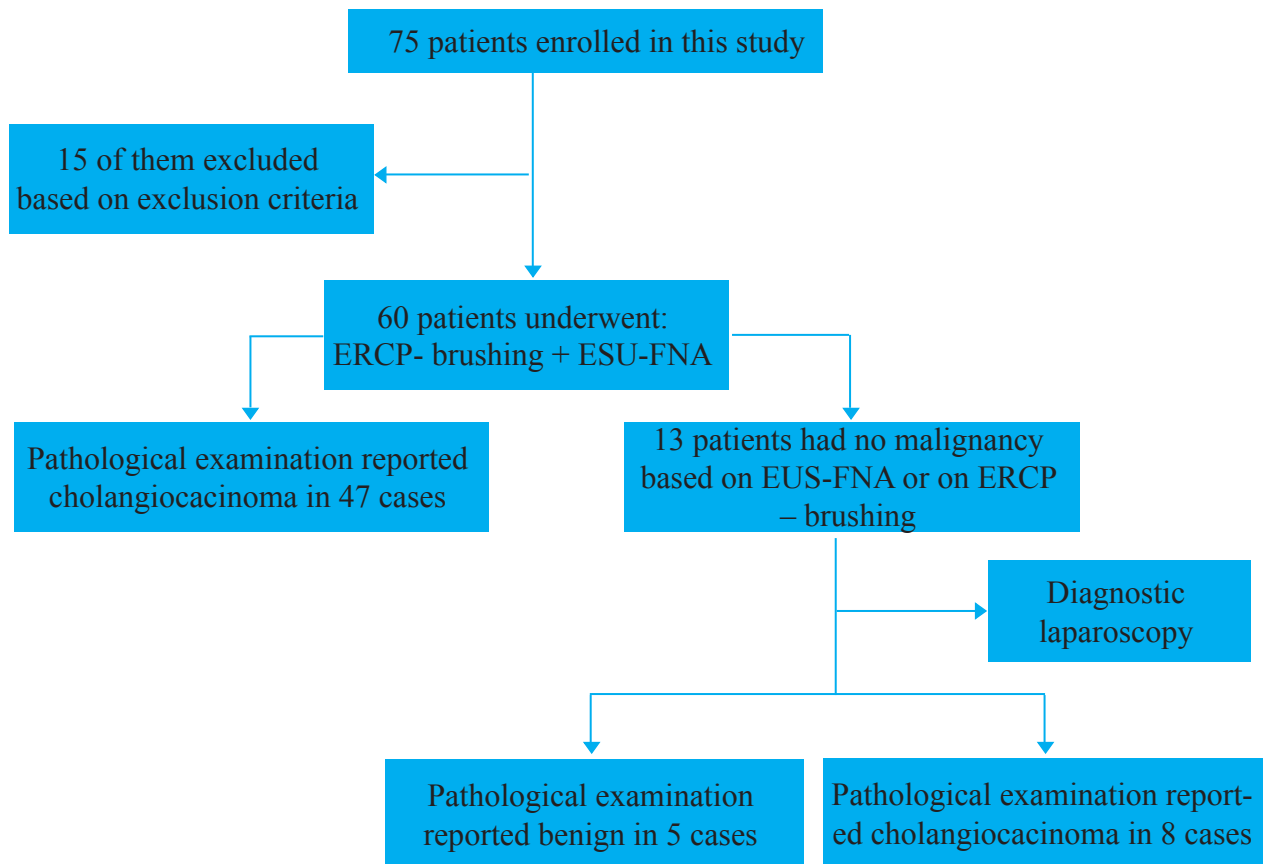 75 patients enrolled in this study
15 of them excluded
based on exclusion criteria
60 patients underwent:
ERCP- brushing + ESU-FNA
Pathological examination reported
cholangiocacinoma in 47 cases
13 patients had no malignancy
based on EUS-FNA or on ERCP
– brushing
Diagnostic
laparoscopy
Pathological examination
reported benign in 5 cases
Pathological examination report-
ed cholangiocacinoma in 8 cases